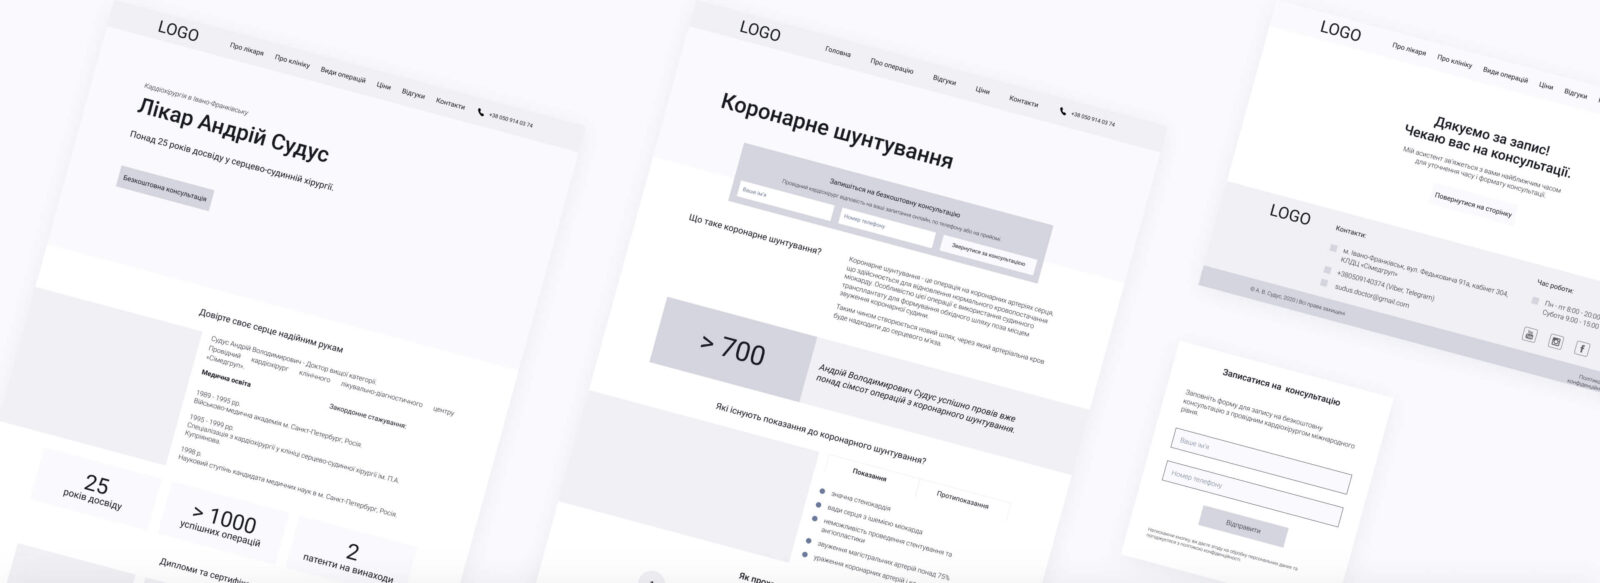 LOGO
Про лікаря
Про клініку
Види операцій
Ціни
Відгуки
Контакти
+38 050 914 03 74
Кардіохірургія в Івано-Франківську
Лікар Андрій Судус
Понад 25 років досвіду у серцево-судинній хірургії.
Безкоштовна консультація
Довірте своє серце надійним рукам
Судус Андрій Володимирович - Доктор вищої категорії.
Провідний кардіохірург клінічного лікувально-діагностичного центру
«Сімедгруп».
Медична освіта
Закордонне стажування:
1989 - 1995 рр.
Військово-медична академія м. Санкт-Петербург, Росія.
1995 - 1999 рр.
Спеціалізація з кардіохірургії у клініці серцево-судинної хірургії ім. П.А.
Купріянова.
1998 р.
Науковий ступінь кандидата медичних наук в м. Санкт-Петербург, Росія.
25
років досвіду
> 1000
успішних операцій
2
патенти на винаходи
Дипломи та сертифі
LOGO
Головна
Про операцію
Відгуки
Ціни
Контакти
+38 050 914 03 74
Коронарне шунтування
Запишіться на безкоштовну консультацію
Провідний кардіохірург відповість на ваші запитання онлайн, по телефону або на прийомі.
Ваше ім'я
Номер телефону
Звернутися за консультацією
Що таке коронарне шунтування?
Коронарне шунтування - це операція на коронарних артеріях серця,
що здійснюється для відновлення нормального кровопостачання
міокарду. Особливістю цієї операції є використання судинного
трансплантату для формування обхідного шляху поза місцем
звуження коронарної судини.
Таким чином створюється новий шлях, через який артеріальна кров
буде надходити до серцевого м'яза.
> 700
Андрій Володимирович Судус успішно провів вже
понад сімсот операцій з коронарного шунтування.
Які існують показання до коронарного шунтування?
Показання
Протипоказання
значна стенокардія
вади серця з ішемією міокарда
неможливість проведення стентування та
ангіопластики
звуження магістральних артерій понад 75%
ураження коронарних артерій і
Як про
LOGO
Про лікаря
Про клініку
Види операцій
Ціни
Відгуки
Дякуємо за запис!
Чекаю вас на консультації.
Мій асистент зв'яжеться з вами найближчим часом
для уточнення часу і формату консультації.
Повернутися на сторінку
LOGO
Контакти:
м. Івано-Франківськ, вул. Федьковича 91а, кабінет 304,
КЛДЦ «Сімедгруп»
+380509140374 (Viber, Telegram)
sudus.doctor@gmail.com
Час роботи:
Пн - пт 8:00 - 20:00
Субота 9:00 - 15:00
© А. В. Судус, 2020 | Всі права захищені
Політика
конфіденцій
Записатися на консультацію
Заповніть форму для запису на безкоштовну
консультацію з провідним кардіохірургом міжнародного
рівня.
Ваше ім'я
Номер телефону
Відправити
Натискаючи кнопку, ви даєте згоду на обробку персональних даних та
погоджуєтеся з політикою конфіденційності.